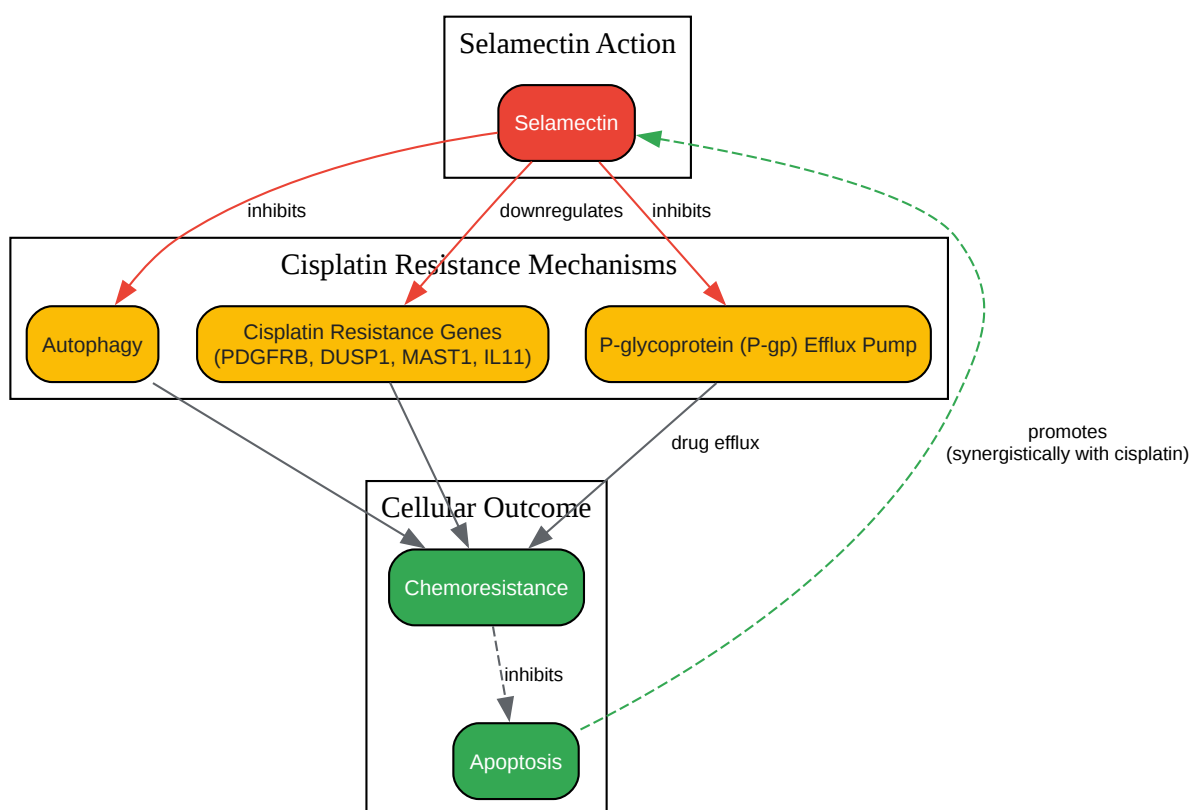 Selamectin Action
Selamectin
inhibits
downregulates
inhibits
Cisplatin Resistance Mechanisms
Autophagy
Cisplatin Resistance Genes
(PDGFRB, DUSP1, MAST1, IL11)
P-glycoprotein (P-gp) Efflux Pump
drug efflux
promotes
(synergistically with cisplatin)
Cellular Outcome
Chemoresistance
inhibits
Apoptosis